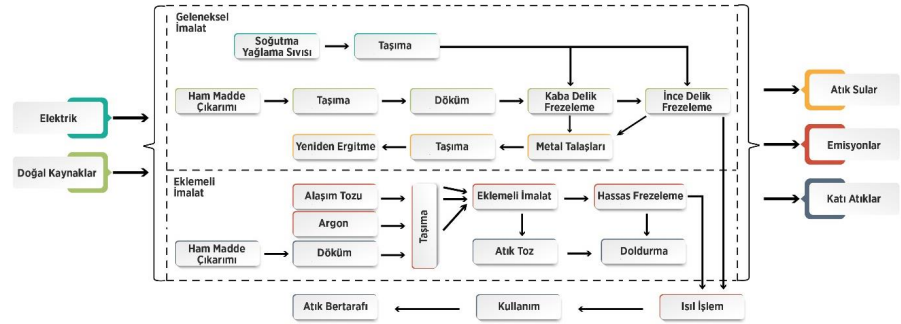 Geleneksel
İmalat
Soğutma
Yağlama Sıvısı
Taşıma
Ham Madde
Çıkarımı
Taşıma
Döküm
Kaba Delik
Frezeleme
İnce Delik
Frezeleme
Yeniden Ergitme
Taşıma
Metal Talaşları
Elektrik
Doğal Kaynaklar
Atık Sular
Emisyonlar
Katı Atıklar
Eklemeli
İmalat
Alaşım Tozu
Argon
Ham Madde
Çıkarımı
Döküm
Taşıma
Eklemeli İmalat
Hassas Frezeleme
Atık Toz
Doldurma
Atık Bertarafı
Kullanım
Isıl İşlem